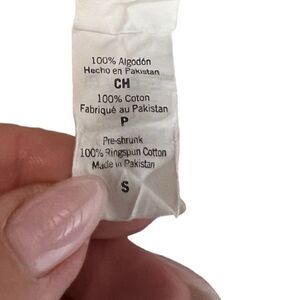 100% Algodón
Hecho en Pakistan
CH
100% Coton
Fabriqué au Pakistan
P
Pre-shrunk
100% Ringspun Cotton
Made in Pakistan
S